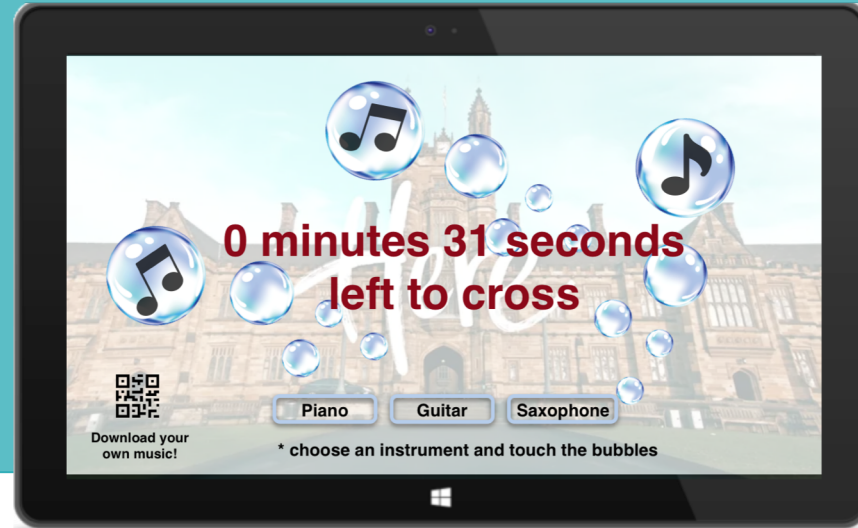 Here
0 minutes 31 seconds
left to cross
Piano
Guitar
Saxophone
Download your
own music!
* choose an instrument and touch the bubbles